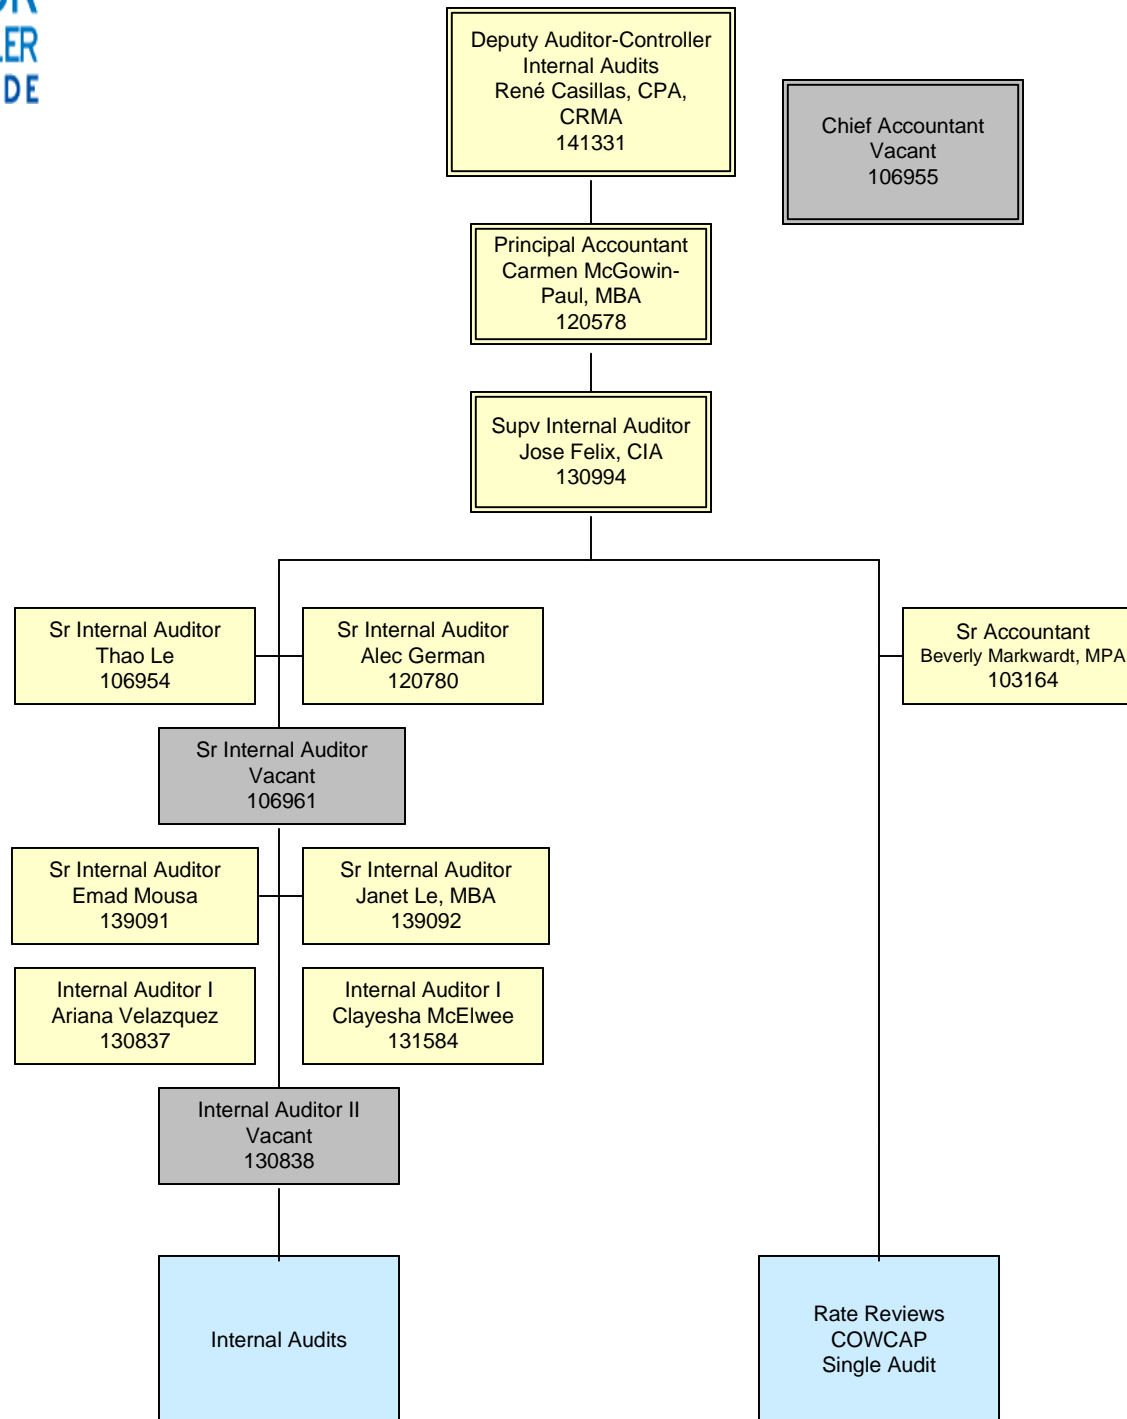 DE
Deputy Auditor-Controller
Internal Audits
René Casillas, CPA,
CRMA
141331
Chief Accountant
Vacant
106955
Principal Accountant
Carmen McGowin-
Paul, MBA
120578
Supv Internal Auditor
Jose Felix, CIA
130994
Sr Internal Auditor
Thao Le
106954
Sr Internal Auditor
Alec German
120780
Sr Accountant
Beverly Markwardt, MPA
103164
Sr Internal Auditor
Vacant
106961
Sr Internal Auditor
Emad Mousa
139091
Sr Internal Auditor
Janet Le, MBA
139092
Internal Auditor I
Ariana Velazquez
130837
Internal Auditor I
Clayesha McElwee
131584
Internal Auditor II
Vacant
130838
Internal Audits
Rate Reviews
COWCAP
Single Audit